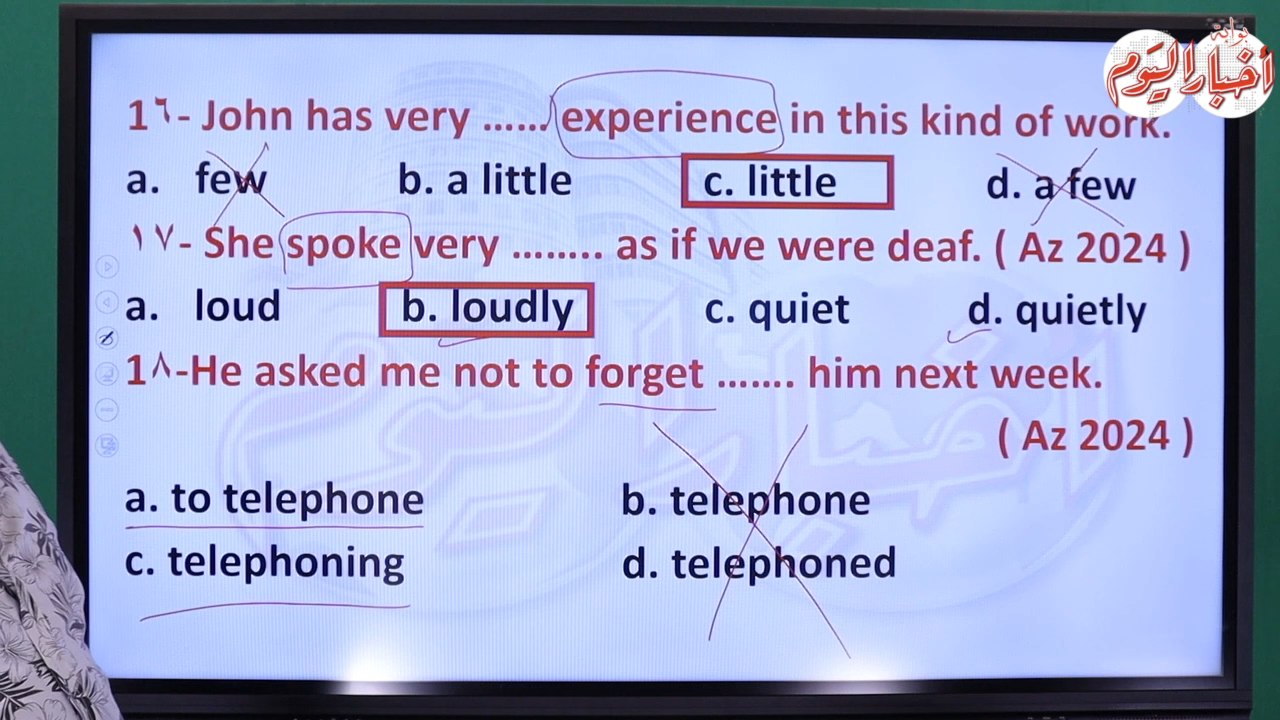 بوابة
أخبار اليوم
1٦- John has very ...... experience in this kind of work.
a. few b. a little c. little d. a few
١٧- She spoke very ........ as if we were deaf. ( Az 2024 )
a. loud b. loudly c. quiet d. quietly
1٨-He asked me not to forget ....... him next week.
( Az 2024 )
a. to telephone b. telephone
c. telephoning d. telephoned